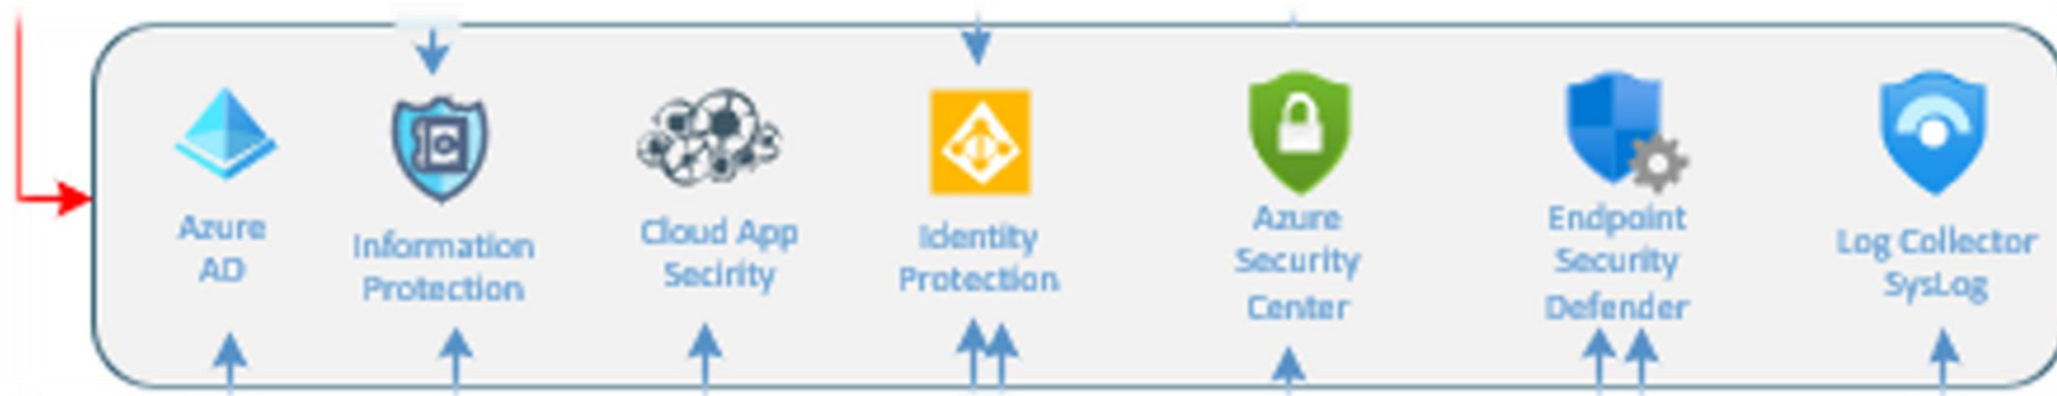 Azure
AD
Information
Protection
Cloud App
Secirity
Identity
Protection
Azure
Security
Center
Endpoint
Security
Defender
Log Collector
SysLog